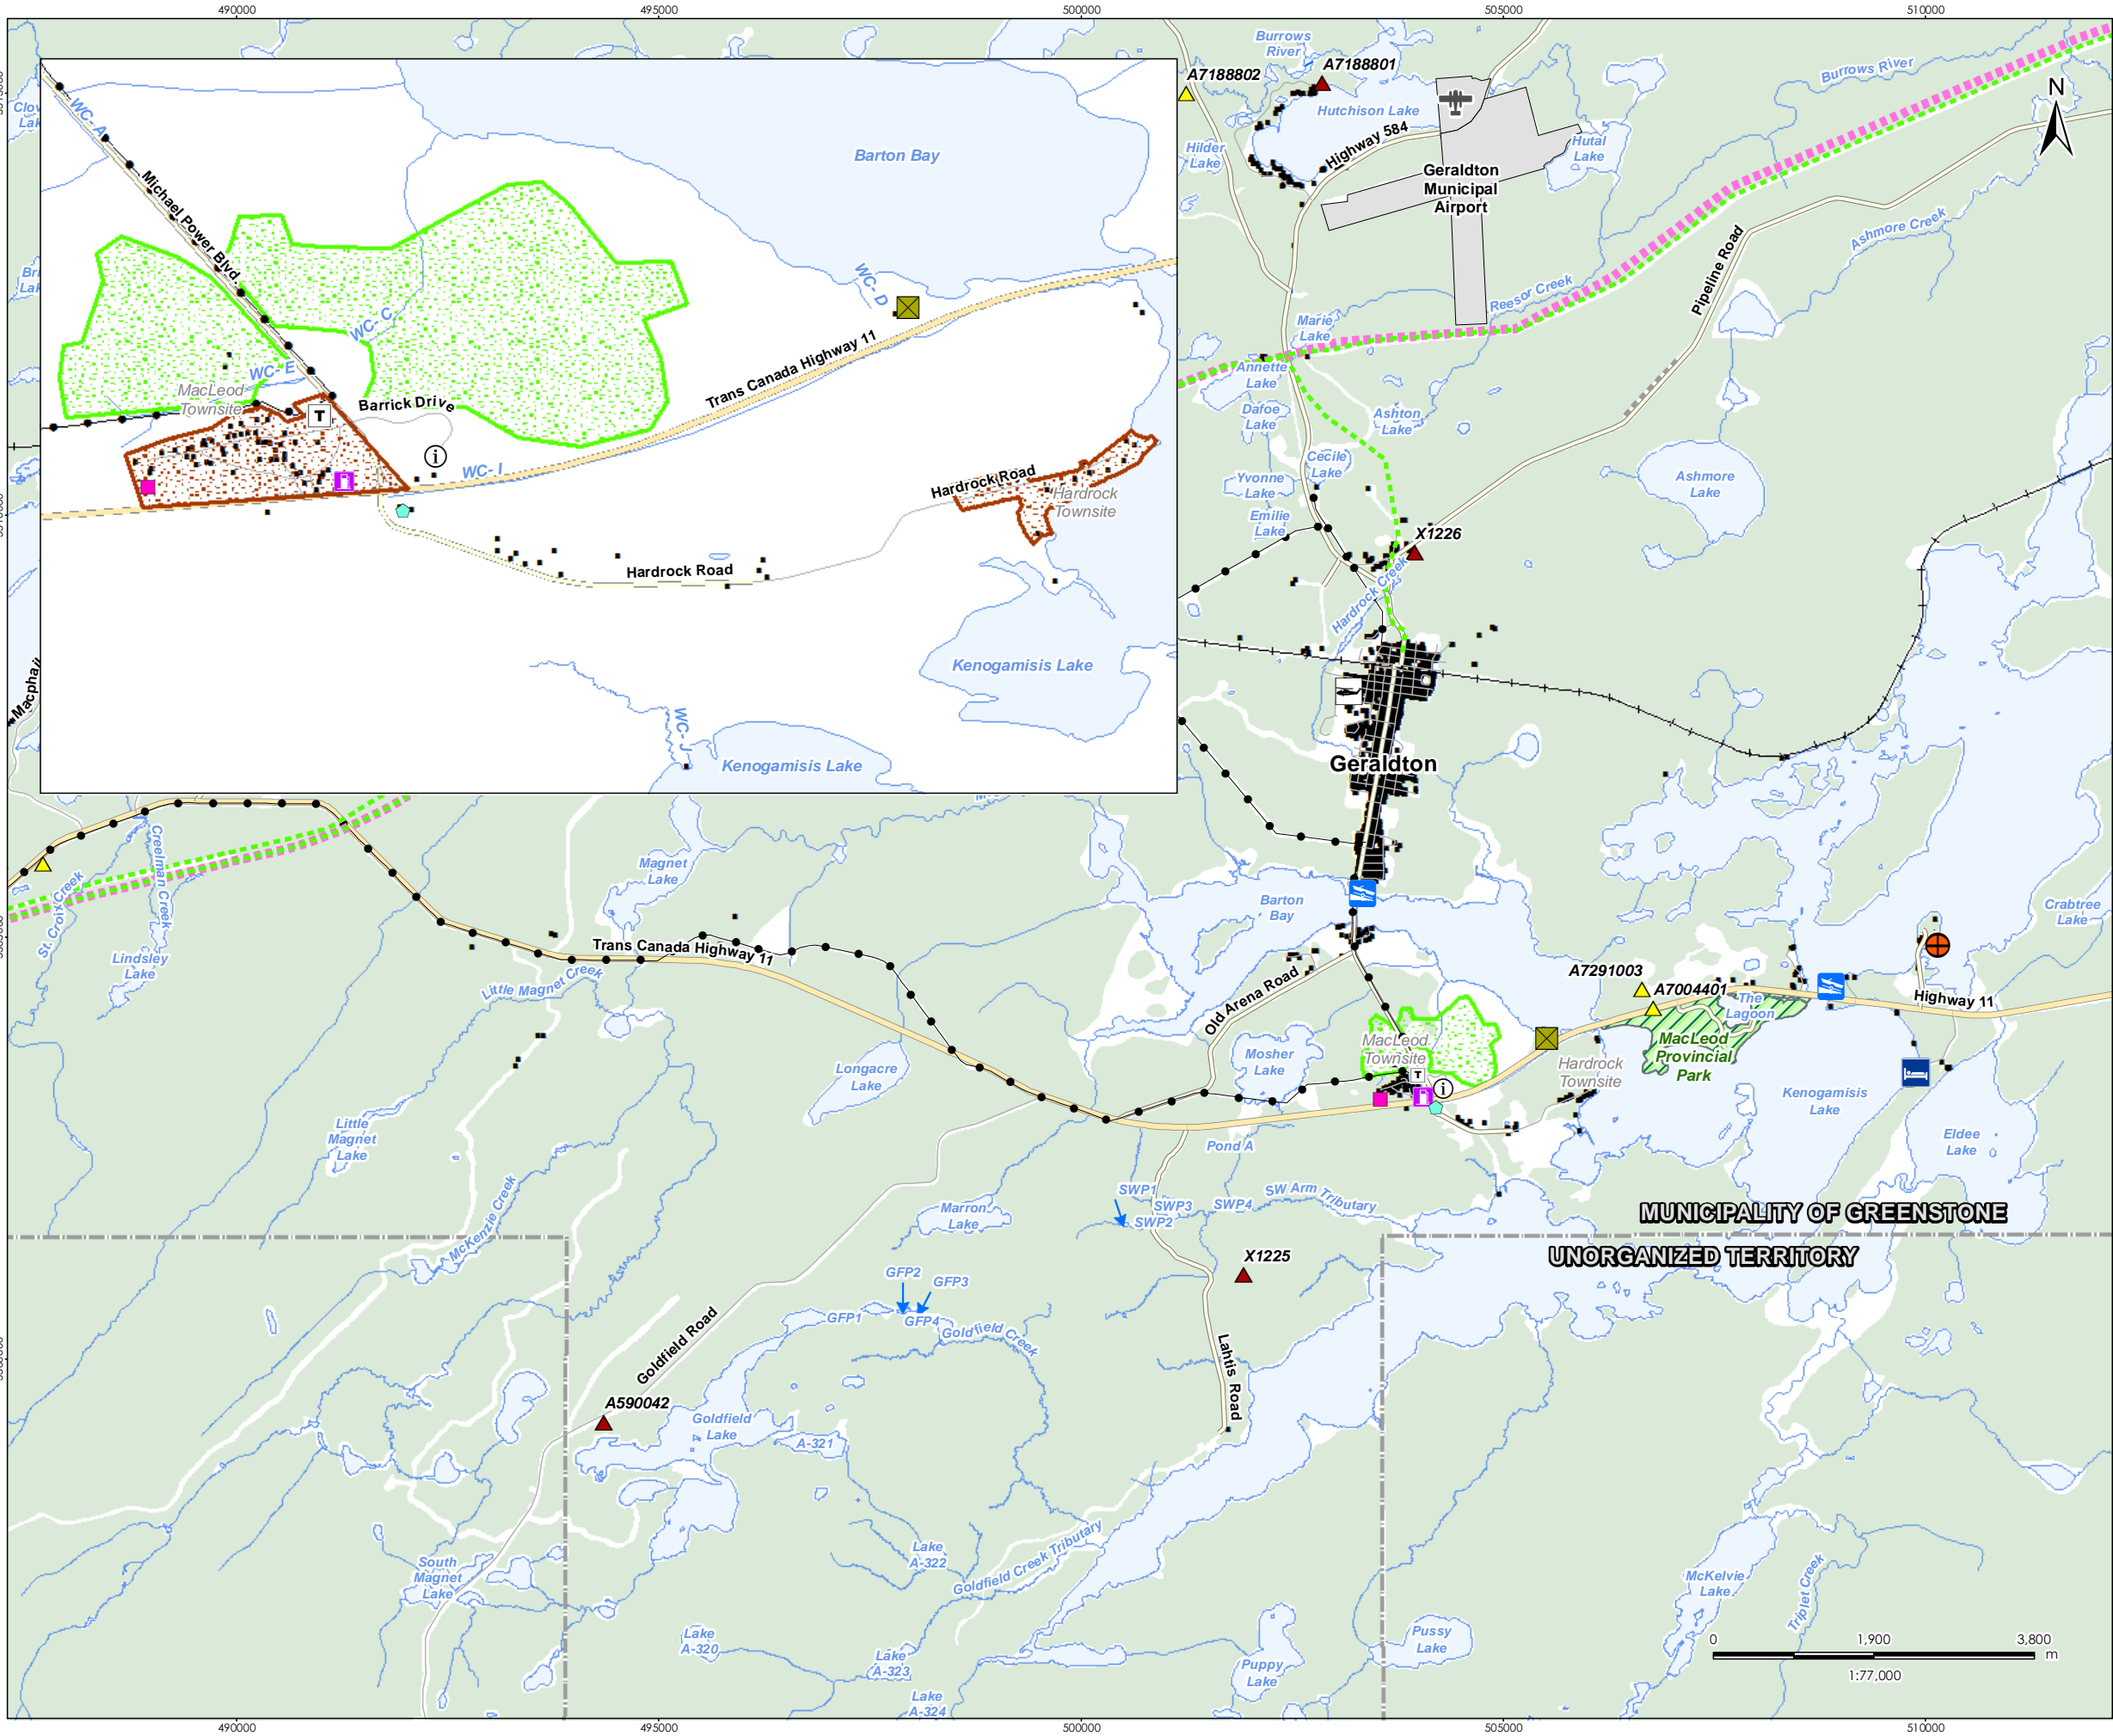 490000
495000
500000
505000
510000
Burrows
River
A7188802
A7188801
Burrows River
N
Hutchison Lake
Hilder
Lake
Highway 584
Hutal
Lake
Geraldton
Municipal
Airport
Ashmore Creek
Pipeline Road
Reesor Creek
Marie
Lake
Annette
Lake
Dafoe
Lake
Ashton
Lake
Cecile
Lake
Yvonne
Lake
Emilie
Lake
Ashmore
Lake
X1226
Hardrock Creek
Geraldton
WC- A
Michael Power Blvd.
Barton Bay
WC- D
WC- C
WC- E
MacLeod
Townsite
T
Barrick Drive
Trans Canada Highway 11
i
WC- I
Hardrock Road
Hardrock
Townsite
Hardrock Road
Kenogamisis Lake
WC- J
Kenogamisis Lake
Creelman Creek
St. Croix Creek
Lindsley
Lake
Magnet
Lake
Trans Canada Highway 11
Little Magnet Creek
Barton
Bay
Old Arena Road
Crabtree
Lake
A7291003
A7004401
The
Lagoon
Highway 11
MacLeod
Provincial
Park
MacLeod
Townsite
T
i
Hardrock
Townsite
Mosher
Lake
Longacre
Lake
Kenogamisis
Lake
Eldee
Lake
Little
Magnet
Lake
Pond A
McKenzie Creek
Marron
Lake
SWP1
SWP3
SWP2
SWP4
SW Arm Tributary
MUNICIPALITY OF GREENSTONE
UNORGANIZED TERRITORY
X1225
GFP2
GFP3
GFP1
GFP4
Goldfield Creek
Goldfield Road
Lahtis Road
A590042
Goldfield
Lake
A-321
South
Magnet
Lake
Lake
A-322
Goldfield Creek Tributary
McKelvie
Lake
Triplet Creek
Lake
A-320
Lake
A-323
Lake
A-324
Puppy
Lake
Pussy
Lake
0 1,900 3,800
m
1:77,000
490000
495000
500000
505000
510000